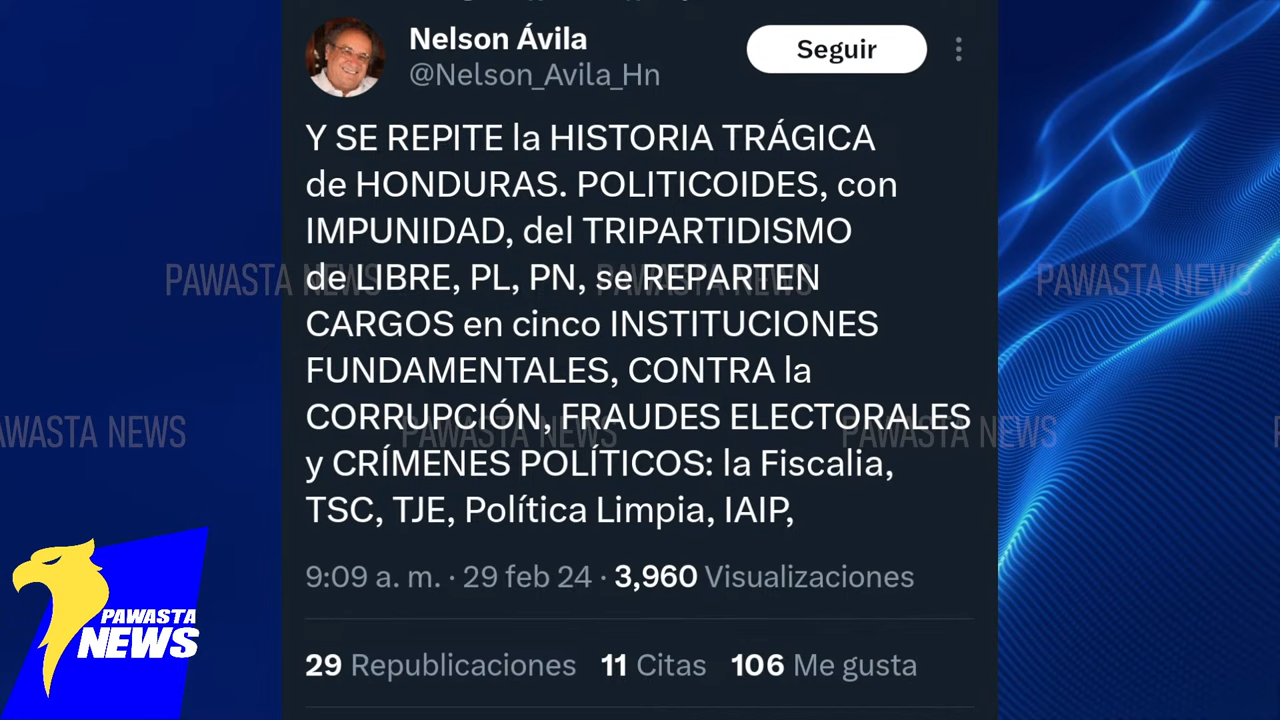 Nelson Ávila
Seguir
@Nelson_Avila_Hn
Y SE REPITE la HISTORIA TRÁGICA
de HONDURAS. POLITICOIDES, con
IMPUNIDAD, del TRIPARTIDISMO
de LIBRE, PL, PN, se REPARTEN
CARGOS en cinco INSTITUCIONES
FUNDAMENTALES, CONTRA la
CORRUPCIÓN, FRAUDES ELECTORALES
y CRÍMENES POLÍTICOS: la Fiscalia,
TSC, TJE, Política Limpia, IAIP,
9:09 a. m. · 29 feb 24 · 3,960 Visualizaciones
29 Republicaciones 11 Citas 106 Me gusta
PAWASTA NEWS PAWASTA NEWS PAWASTA NEWS
AWASTA NEWS PAWASTA NEWS PAWASTA NEWS
PAWASTA
NEWS